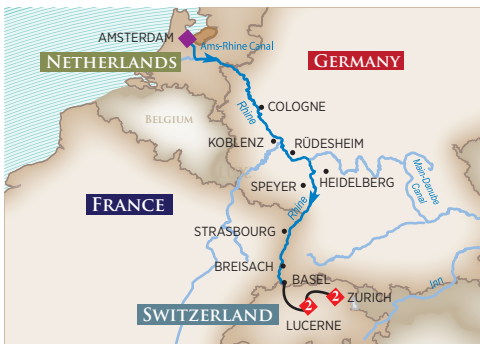 AMSTERDAM
Ams-Rhine Canal
NETHERLANDS
GERMANY
Rhine
COLOGNE
BELGIUM
KOBLENZ
RÜDESHEIM
Main-Danube
Canal
SPEYER
HEIDELBERG
FRANCE
Rhine
STRASBOURG
BREISACH
BASEL
Inn
2
ZÜRICH
2
SWITZERLAND
LUCERNE